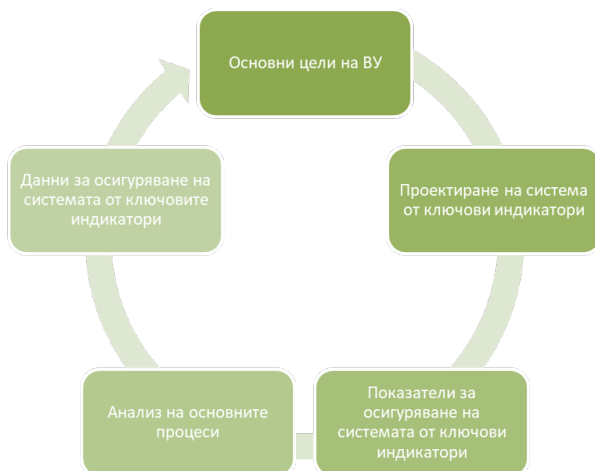 Основни цели на ВУ
Проектиране на система
от ключови индикатори
Показатели за
осигуряване на
системата от ключови
индикатори
Анализ на основните
процеси
Данни за осигуряване на
системата от ключовите
индикатори